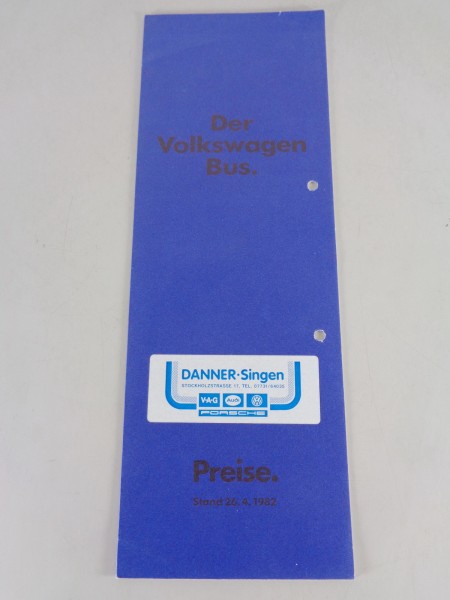 Der
Volkswagen
Bus.
DANNER·Singen
V·A·G Audi
PORSCHE
Preise.
Stand 26.4.1982